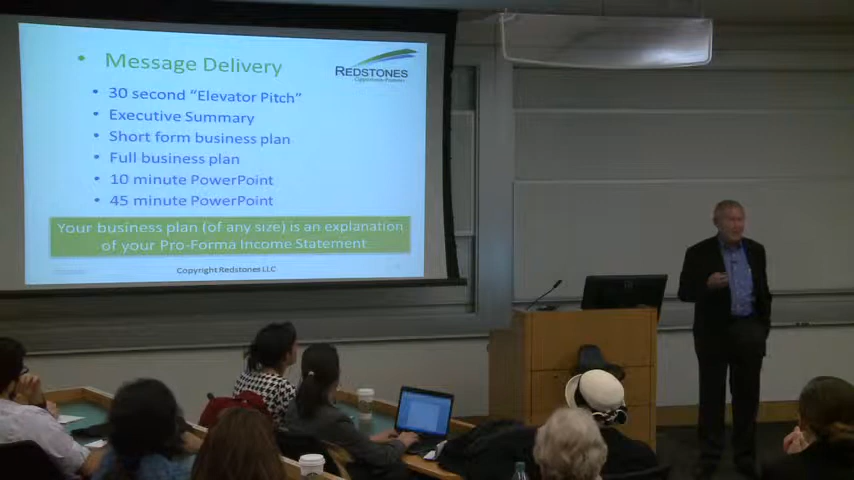 Message Delivery
REDSTONES
30 second “Elevator Pitch”
Executive Summary
Short form business plan
Full business plan
10 minute PowerPoint
45 minute PowerPoint
Your business plan (of any size) is an explanation
of your Pro-Forma Income Statement
Copyright Redstones LLC